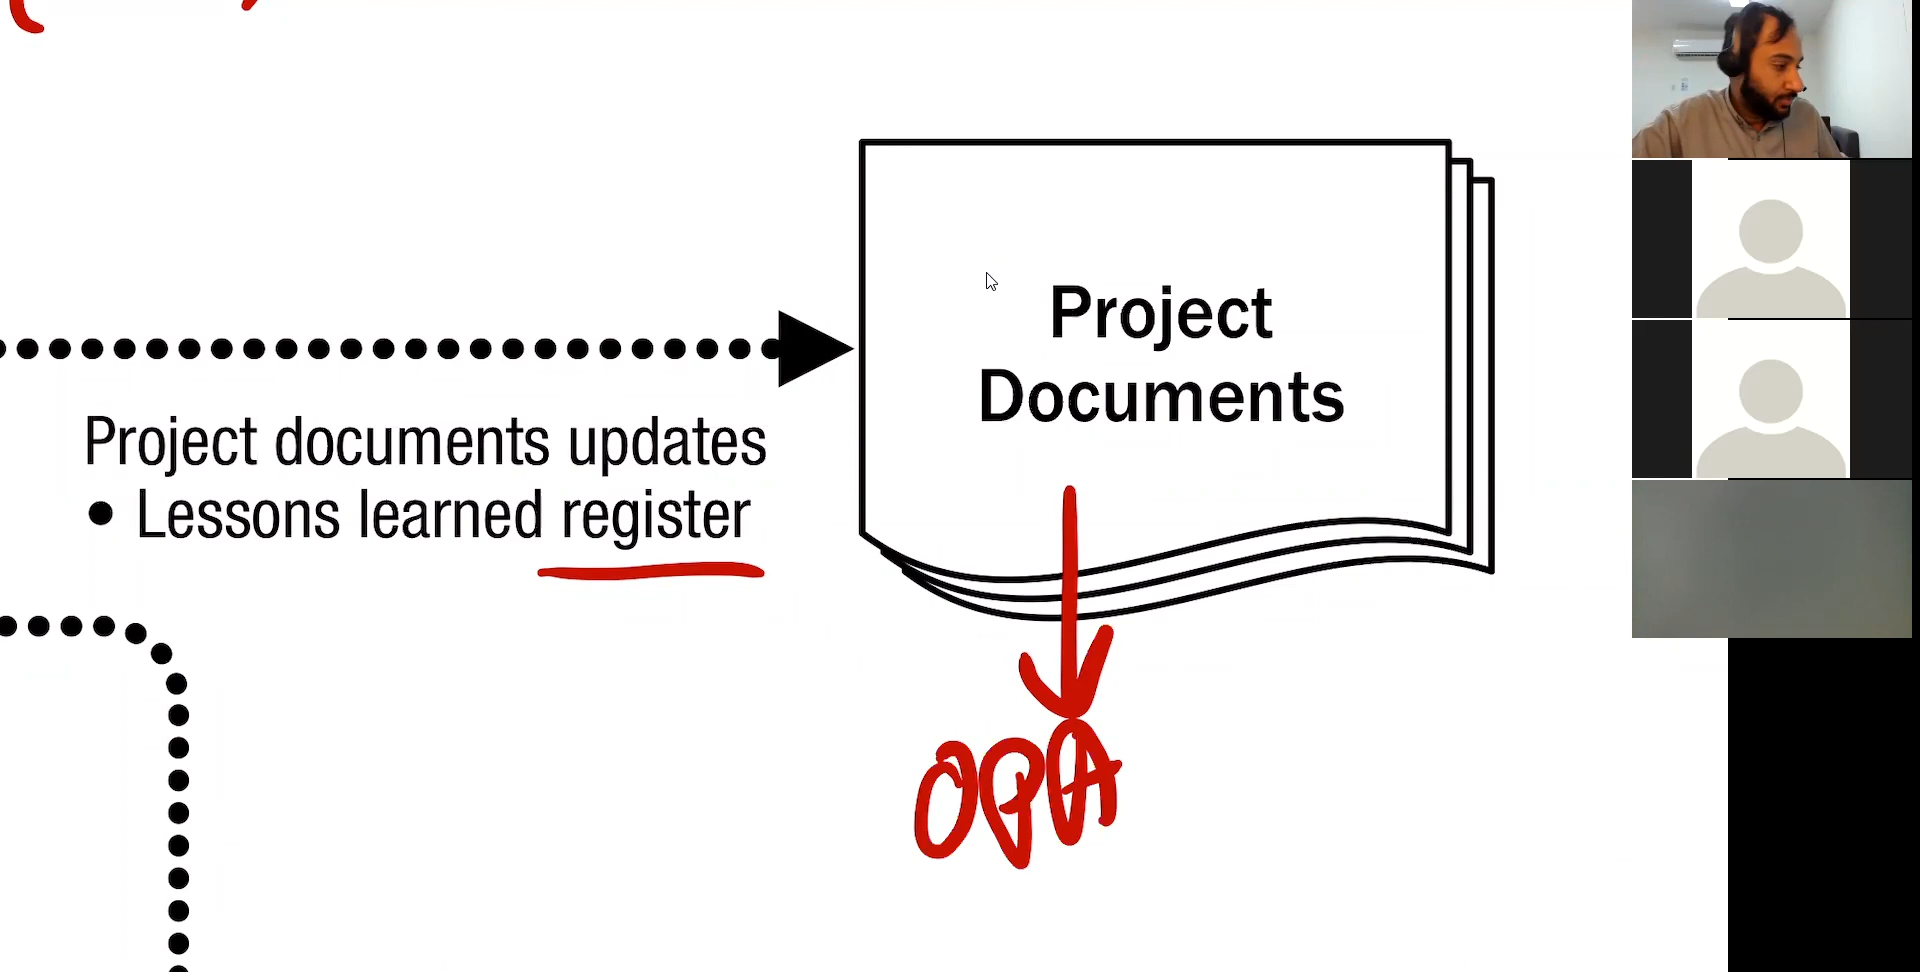 Project
Documents
Project documents updates
• Lessons learned register
OPA